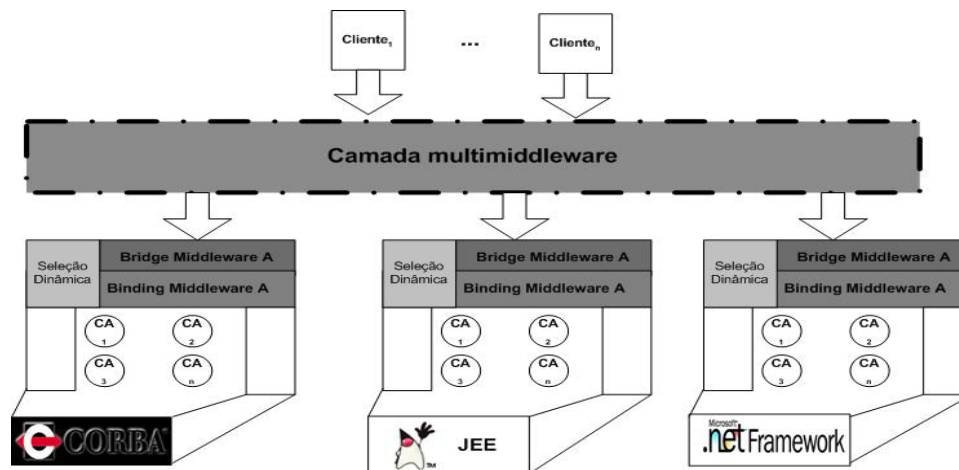 Cliente1
...
Clienten
Camada multimiddleware
Seleção
Dinâmica
Bridge Middleware A
Binding Middleware A
CA
1
CA
2
CA
3
CA
n
CORBA
Seleção
Dinâmica
Bridge Middleware A
Binding Middleware A
CA
1
CA
2
CA
3
CA
n
TM
JEE
Seleção
Dinâmica
Bridge Middleware A
Binding Middleware A
CA
1
CA
2
CA
3
CA
n
Microsoft
.net Framework